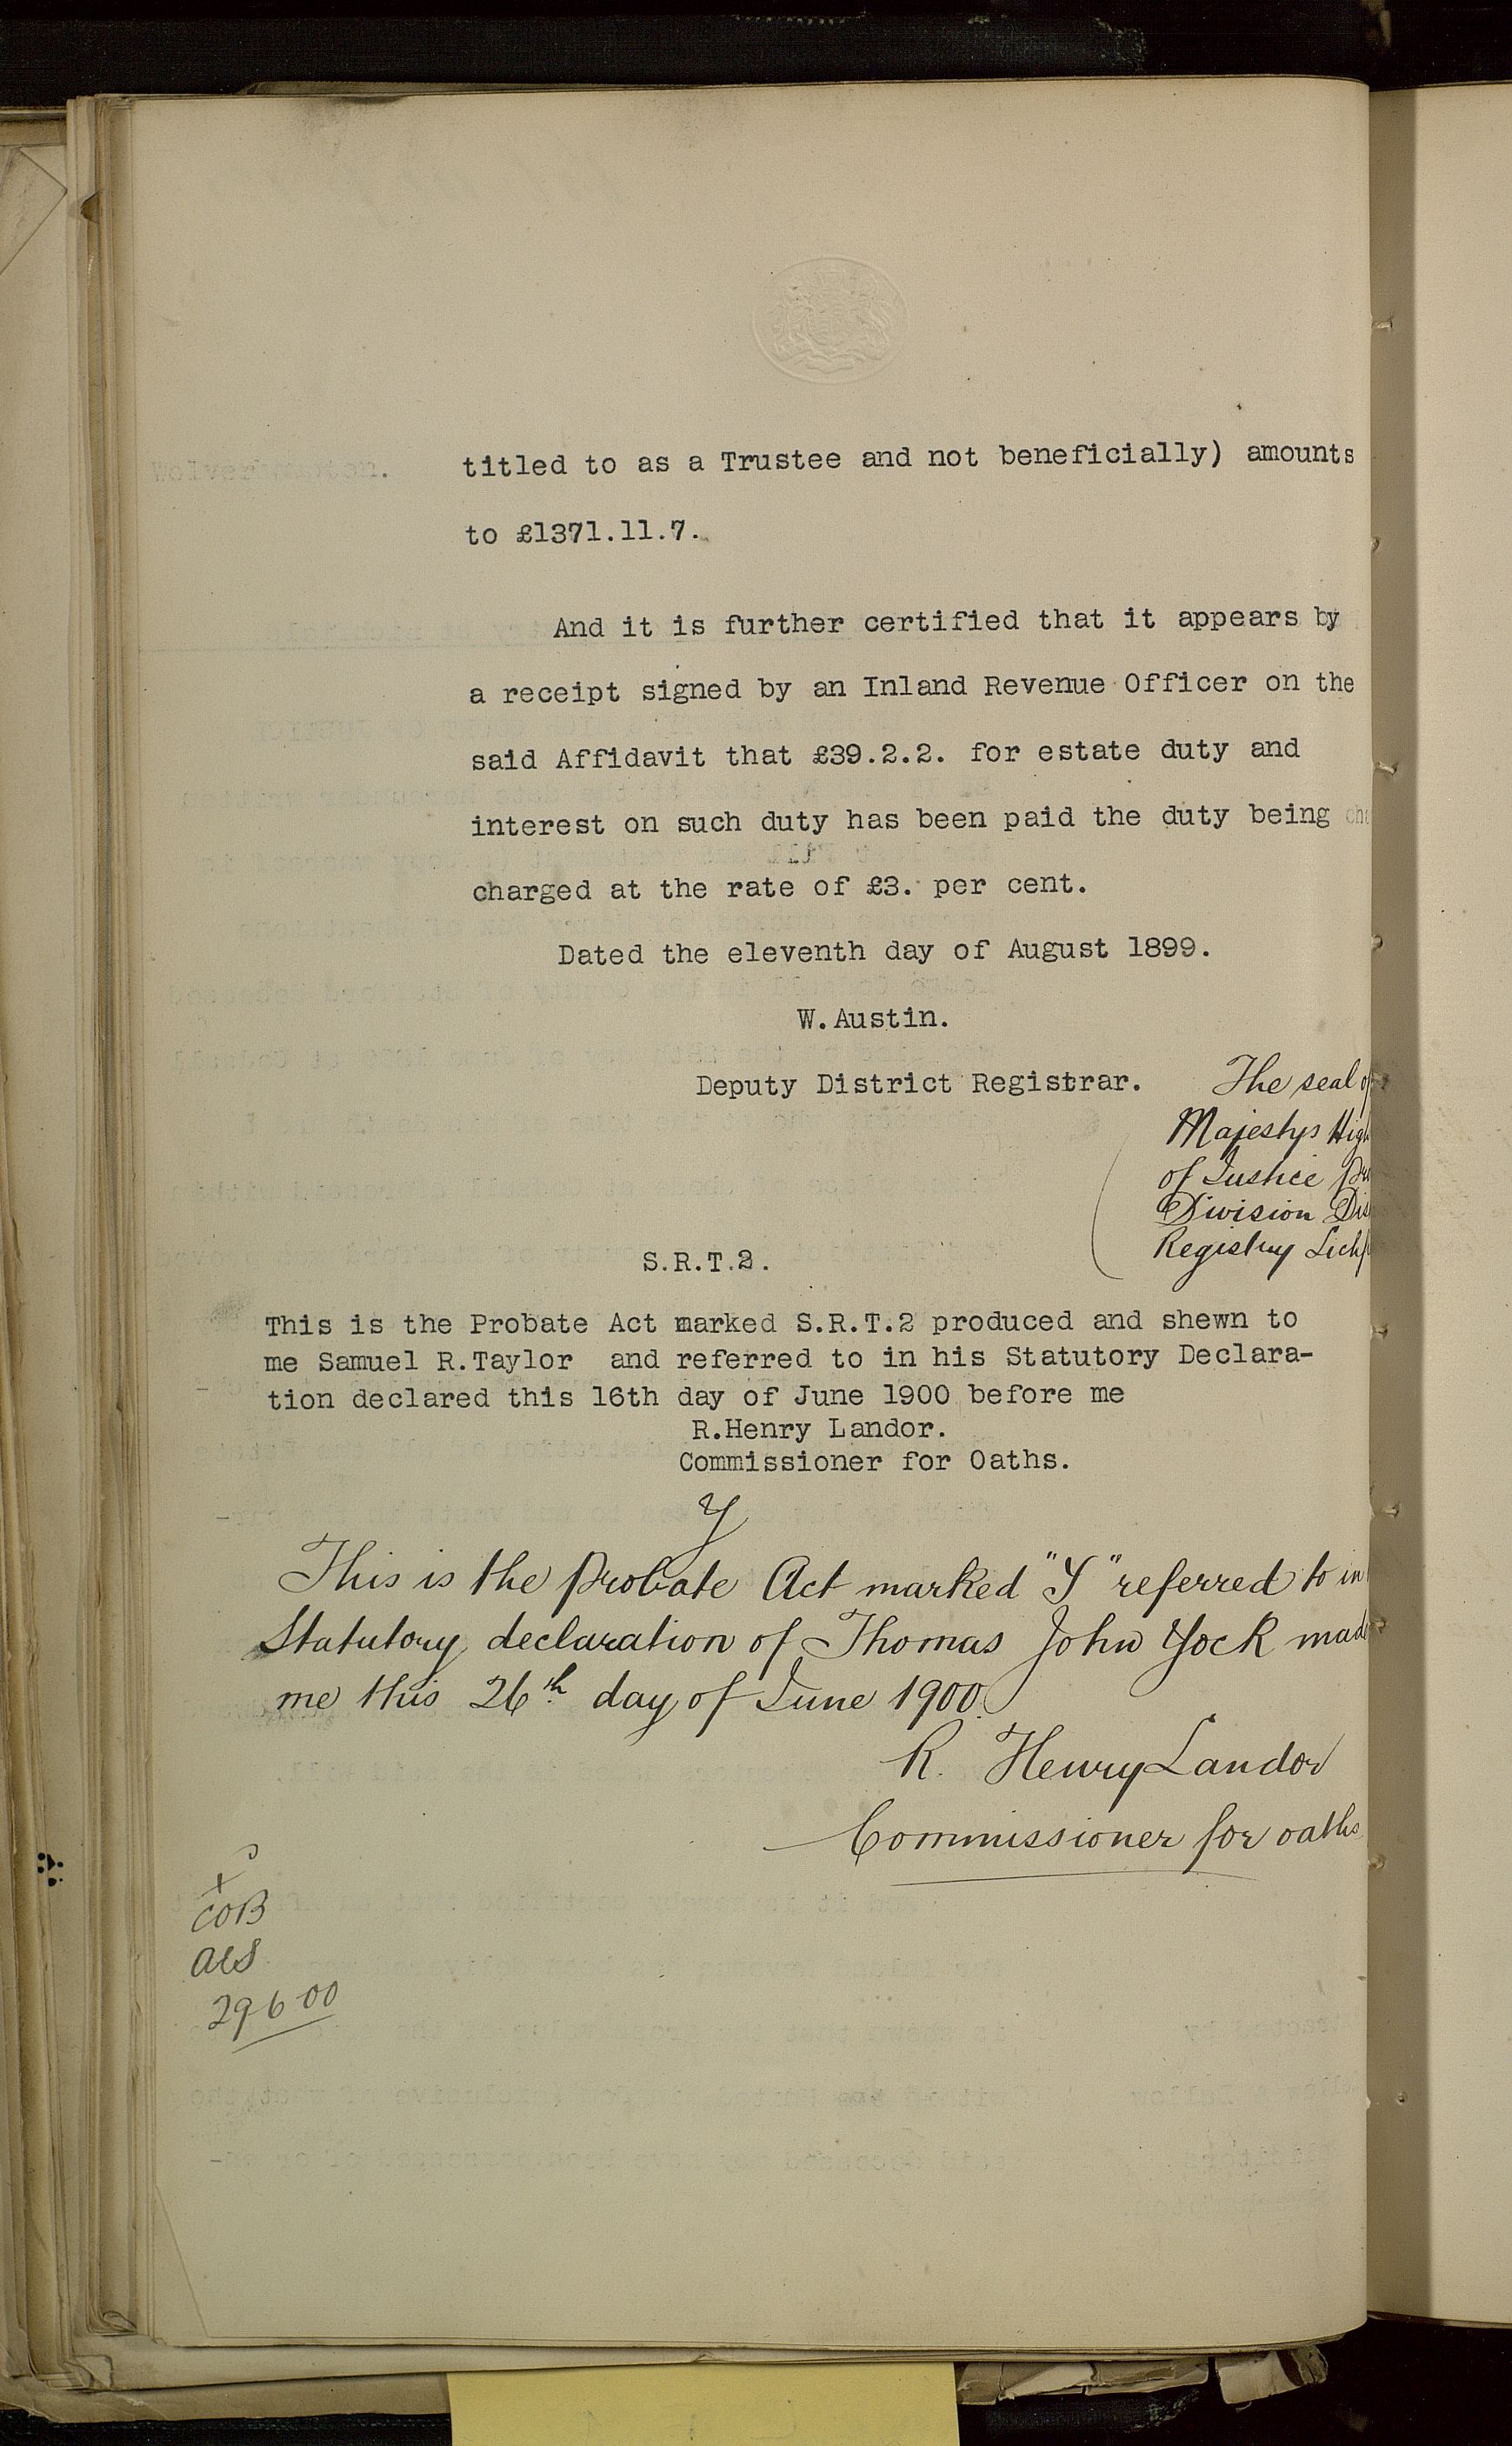 titled to as a Trustee and not beneficially) amounts
to £1371.11.7.
And it is further certified that it appears by
a receipt signed by an Inland Revenue Officer on the
said Affidavit that £39.2.2. for estate duty and
interest on such duty has been paid the duty being
charged at the rate of £3. per cent.
Dated the eleventh day of August 1899.
W.Austin.
Deputy District Registrar.
The seal of
Majestys High
of Justice
Division
Registry
S.R.T.2.
This is the Probate Act marked S.R.T.2 produced and shewn to
me Samuel R.Taylor and referred to in his Statutory Declara-
tion declared this 16th day of June 1900 before me
R.Henry Landor.
Commissioner for Oaths.
Y
This is the Probate Act marked "Y" referred to in
Statutory declaration of Thomas John Yock made
me this 26th day of June 1900.
R. Henry Landor
Commissioner for oaths
x
COB
29 6 00